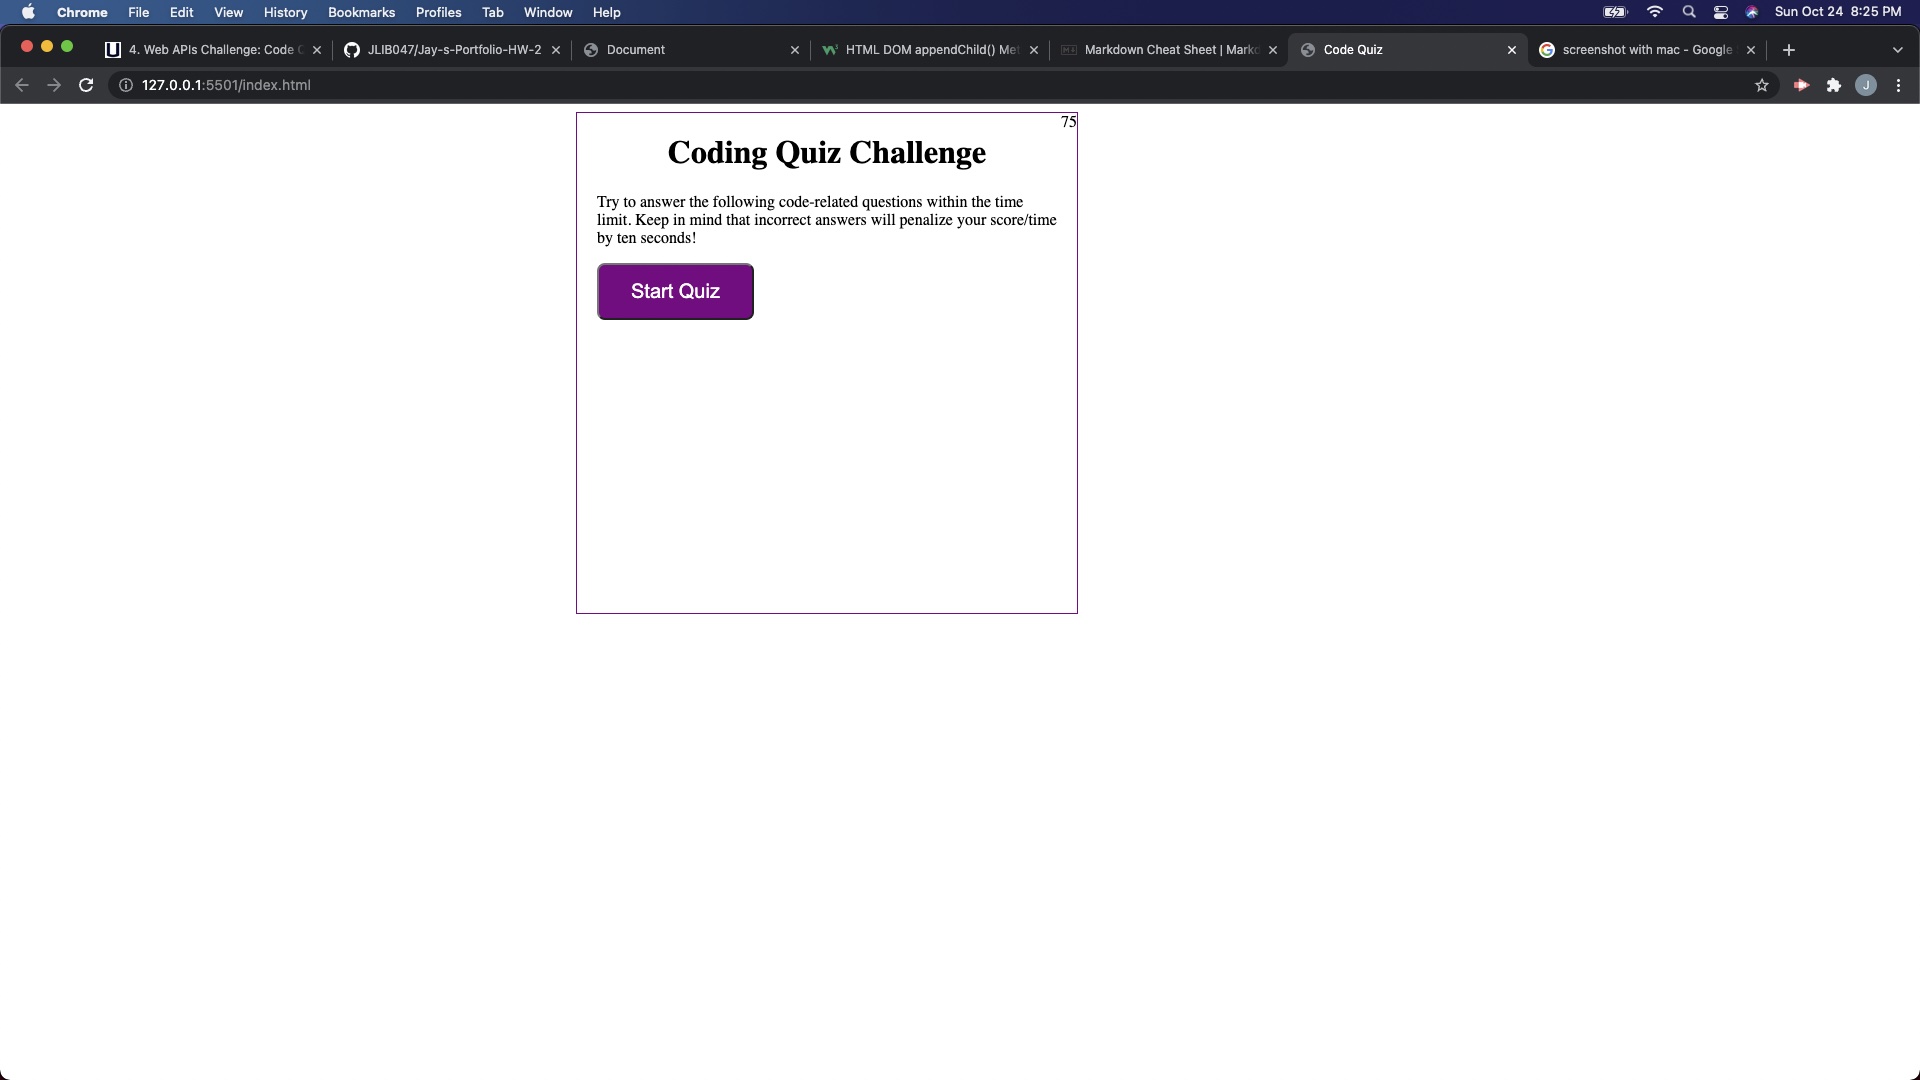 Chrome File Edit View History Bookmarks Profiles Tab Window Help Sun Oct 24 8:25 PM
4. Web APIs Challenge: Code JLIB047/Jay-s-Portfolio-HW-2 Document HTML DOM appendChild() Met Markdown Cheat Sheet | Markd Code Quiz screenshot with mac - Google
127.0.0.1:5501/index.html J
75
Coding Quiz Challenge
Try to answer the following code-related questions within the time
limit. Keep in mind that incorrect answers will penalize your score/time
by ten seconds!
Start Quiz